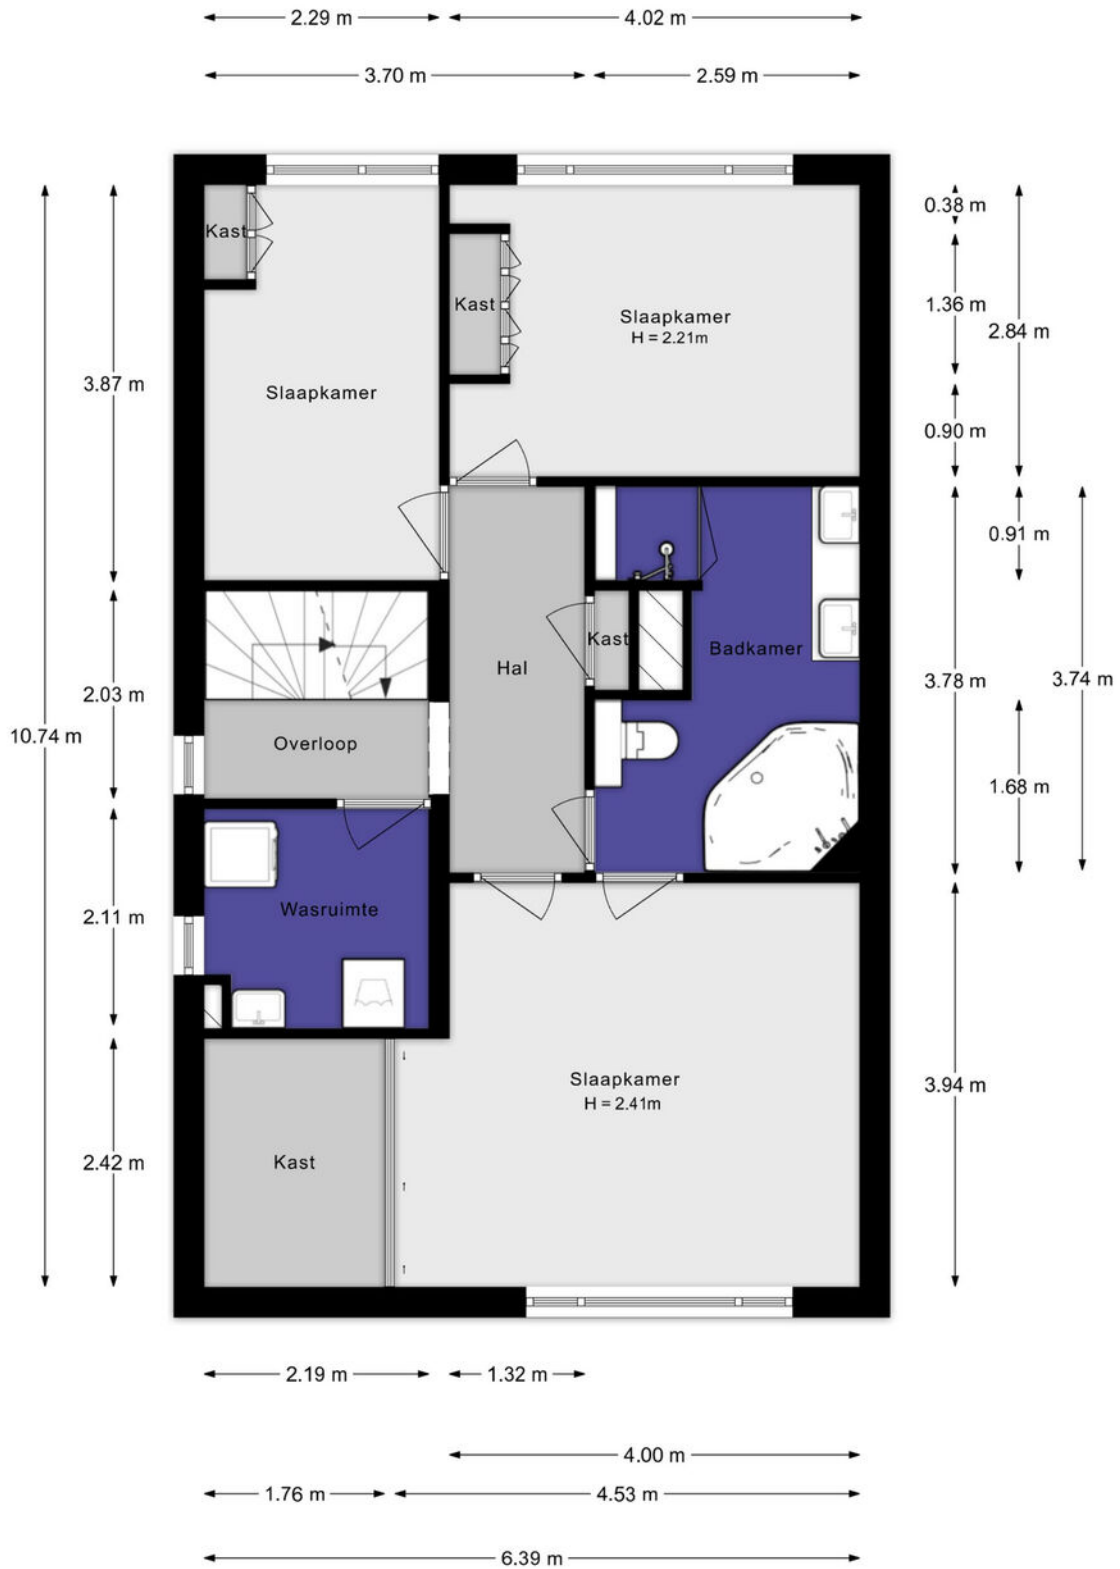 2.29 m
4.02 m
3.70 m
2.59 m
Kast
0.38 m
Kast
1.36 m
Slaapkamer
H = 2.21m
2.84 m
3.87 m
Slaapkamer
0.90 m
0.91 m
Kast
Badkamer
Hal
2.03 m
3.78 m
3.74 m
10.74 m
Overloop
1.68 m
2.11 m
Wasruimte
Slaapkamer
H = 2.41m
3.94 m
2.42 m
Kast
2.19 m
1.32 m
4.00 m
1.76 m
4.53 m
6.39 m